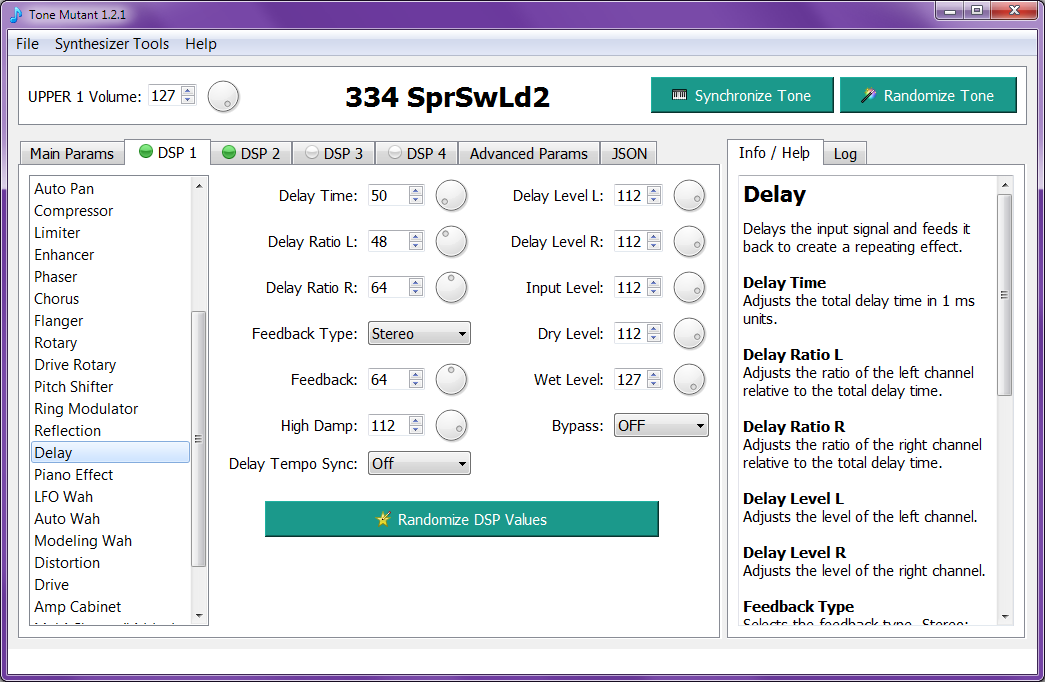 Tone Mutant 1.2.1
File Synthesizer Tools Help
UPPER 1 Volume: 127
334 SprSwLd2
Synchronize Tone
Randomize Tone
Main Params DSP 1 DSP 2 DSP 3 DSP 4 Advanced Params JSON
Auto Pan
Compressor
Limiter
Enhancer
Phaser
Chorus
Flanger
Rotary
Drive Rotary
Pitch Shifter
Ring Modulator
Reflection
Delay
Piano Effect
LFO Wah
Auto Wah
Modeling Wah
Distortion
Drive
Amp Cabinet
Delay Time: 50
Delay Ratio L: 48
Delay Ratio R: 64
Feedback Type: Stereo
Feedback: 64
High Damp: 112
Delay Tempo Sync: Off
Delay Level L: 112
Delay Level R: 112
Input Level: 112
Dry Level: 112
Wet Level: 127
Bypass: OFF
Randomize DSP Values
Info / Help Log
Delay
Delays the input signal and feeds it
back to create a repeating effect.
Delay Time
Adjusts the total delay time in 1 ms
units.
Delay Ratio L
Adjusts the ratio of the left channel
relative to the total delay time.
Delay Ratio R
Adjusts the ratio of the right channel
relative to the total delay time.
Delay Level L
Adjusts the level of the left channel.
Delay Level R
Adjusts the level of the right channel.
Feedback Type
Selects the feedback type. Stereo: